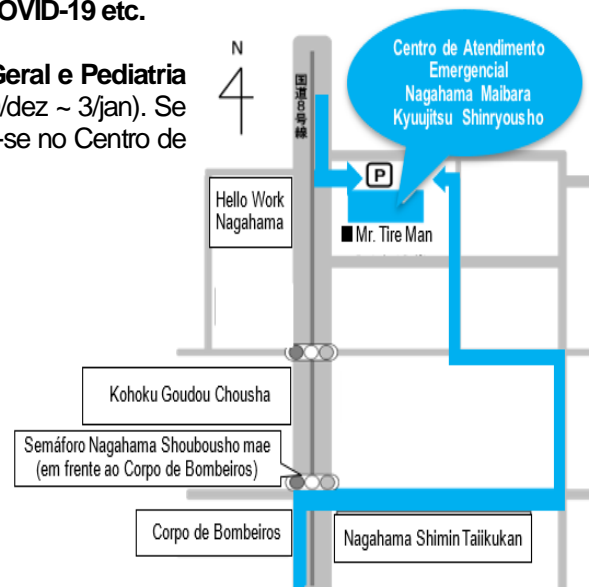 OVID-19 etc.
Geral e Pediatria
/dez ~ 3/jan). Se
-se no Centro de
N
国道8号線
Centro de Atendimento
Emergencial
Nagahama Maibara
Kyuujitsu Shinryousho
P
Hello Work
Nagahama
Mr. Tire Man
Kohoku Goudou Chousha
Semáforo Nagahama Shoubousho mae
(em frente ao Corpo de Bombeiros)
Corpo de Bombeiros
Nagahama Shimin Taiikukan